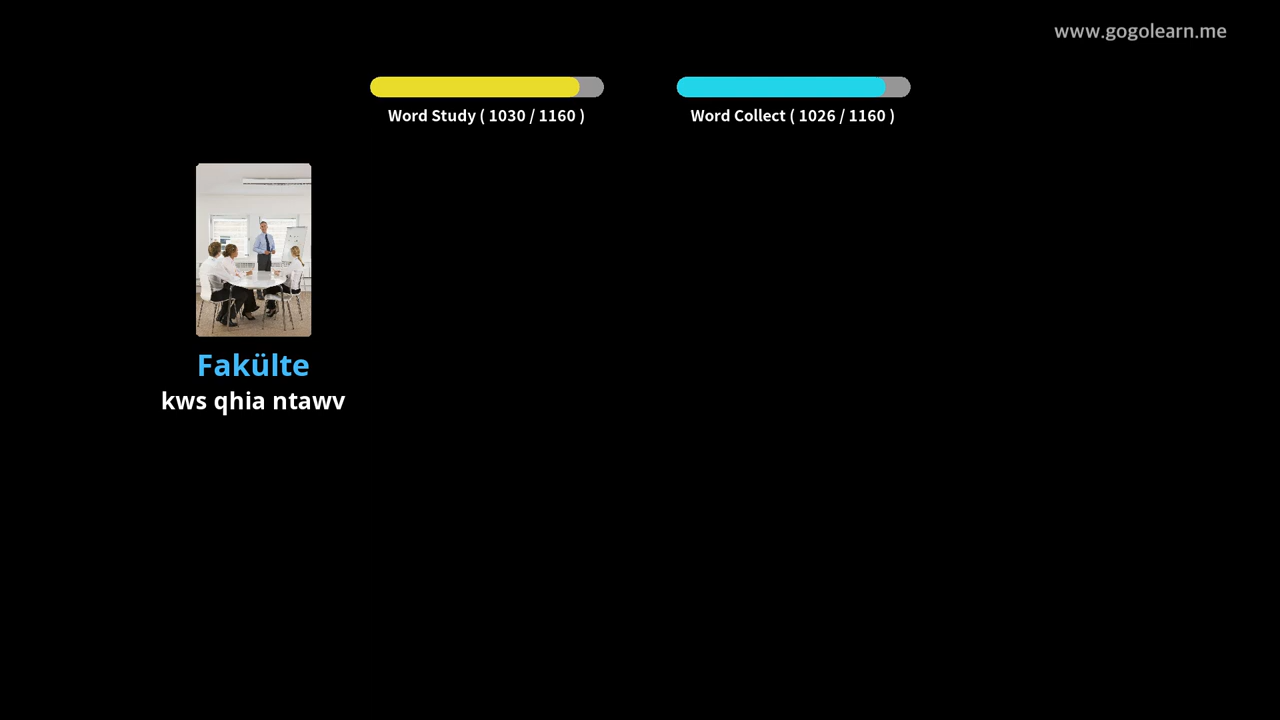 www.gogolearn.me
Word Study ( 1030 / 1160 )
Word Collect ( 1026 / 1160 )
Fakülte
kws qhia ntawv